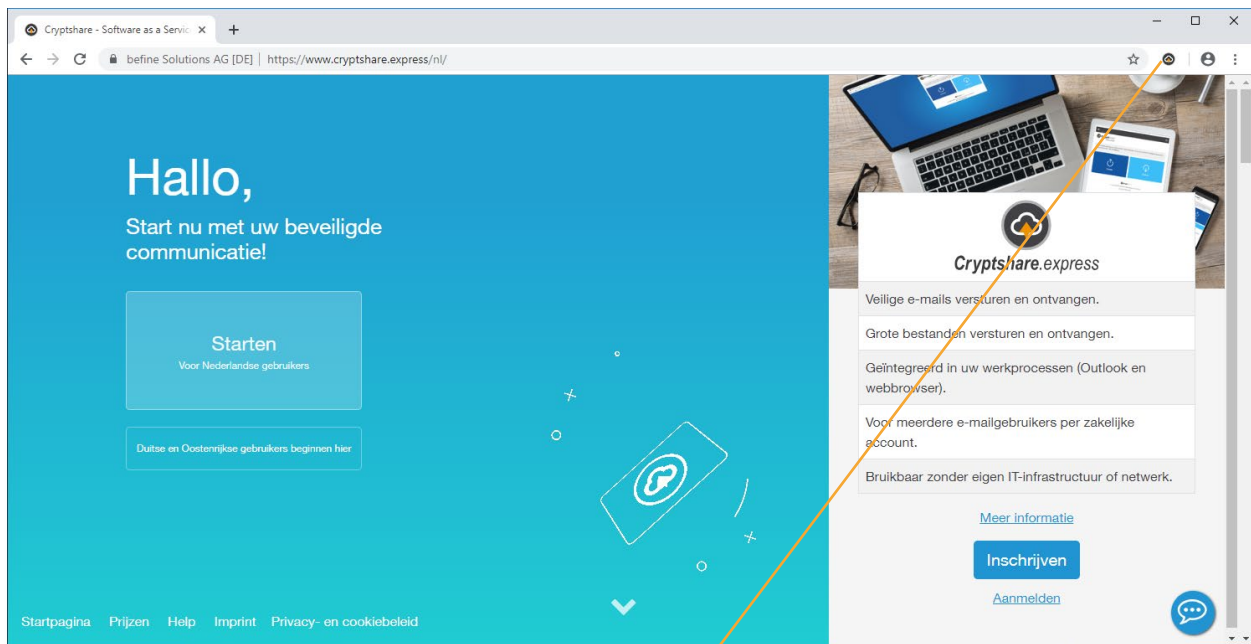 Cryptshare - Software as a Servic
befine Solutions AG [DE] | https://www.cryptshare.express/nl/
Hallo,
Start nu met uw beveiligde
communicatie!
Starten
Voor Nederlandse gebruikers
Duitse en Oostenrijkse gebruikers beginnen hier
Startpagina Prijzen Help Imprint Privacy- en cookiebeleid
Cryptshare.express
Veilige e-mails versturen en ontvangen.
Grote bestanden versturen en ontvangen.
Geïntegreerd in uw werkprocessen (Outlook en
webbrowser).
Voor meerdere e-mailgebruikers per zakelijke
account.
Bruikbaar zonder eigen IT-infrastructuur of netwerk.
Meer informatie
Inschrijven
Aanmelden